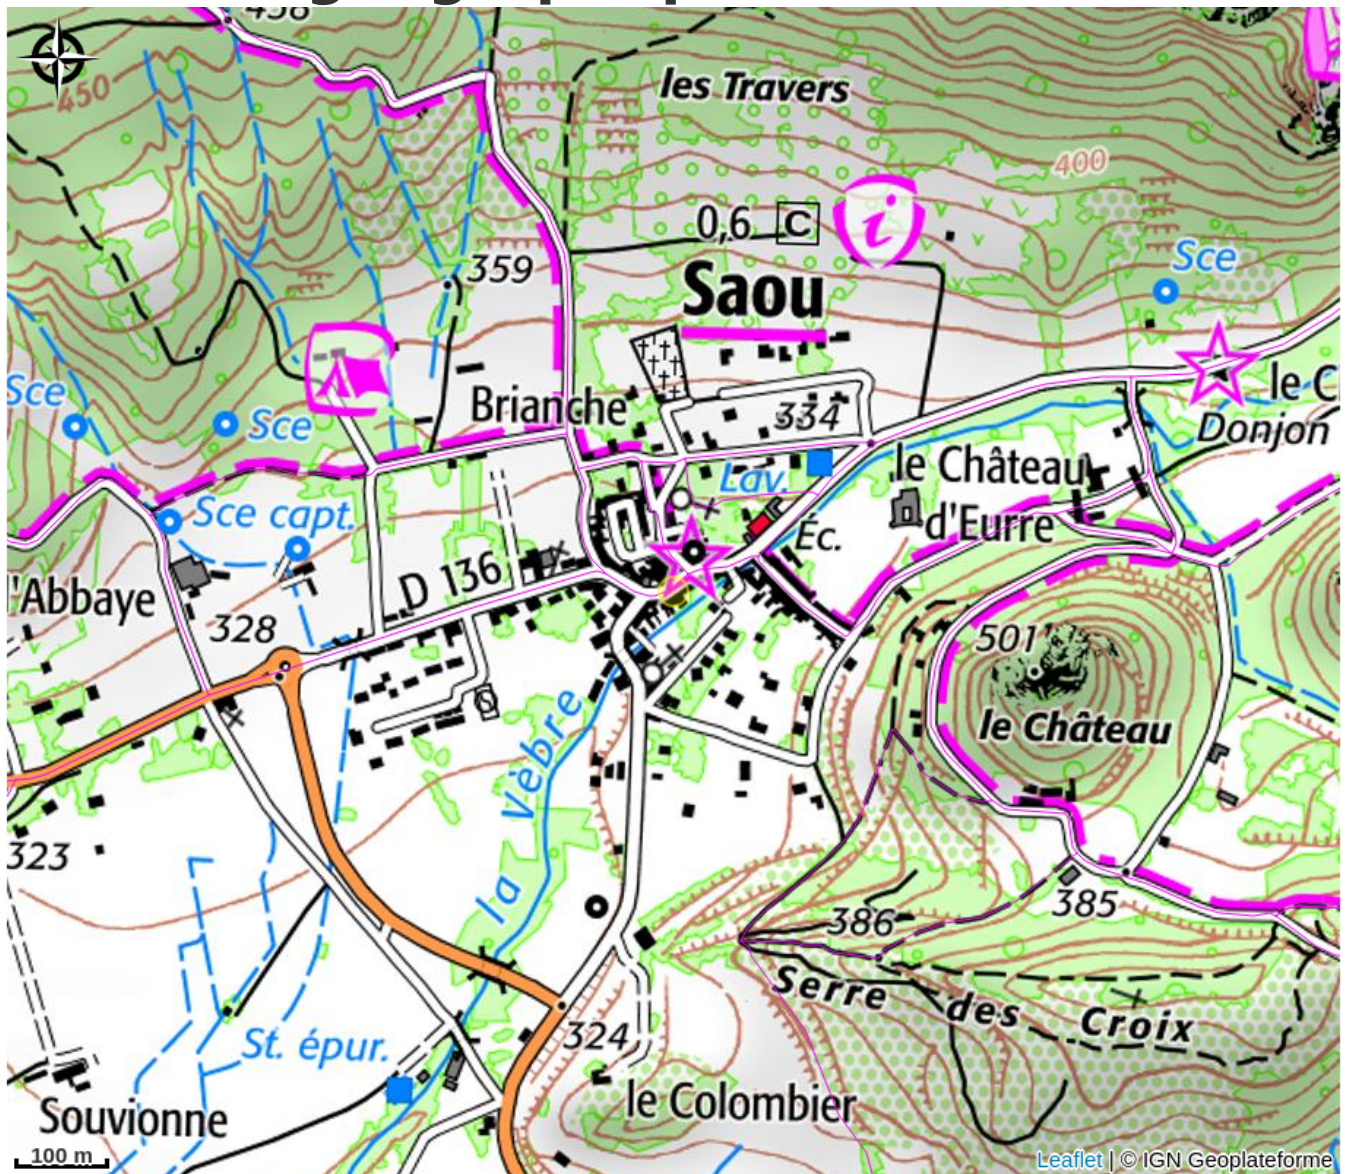 458
450
les Travers
400
0,6 C
i
359
Saou
Sce
Sce
Brianche
Sce
334
le C
Donjon
Lav.
le Château
d'Eurre
Sce capt.
Éc.
D 136
l'Abbaye
328
501
le Château
la Vèbre
323
386
385
Serre des Croix
324
St. épur.
le Colombier
Souvionne
100 m
Leaflet | © IGN Geoplateforme